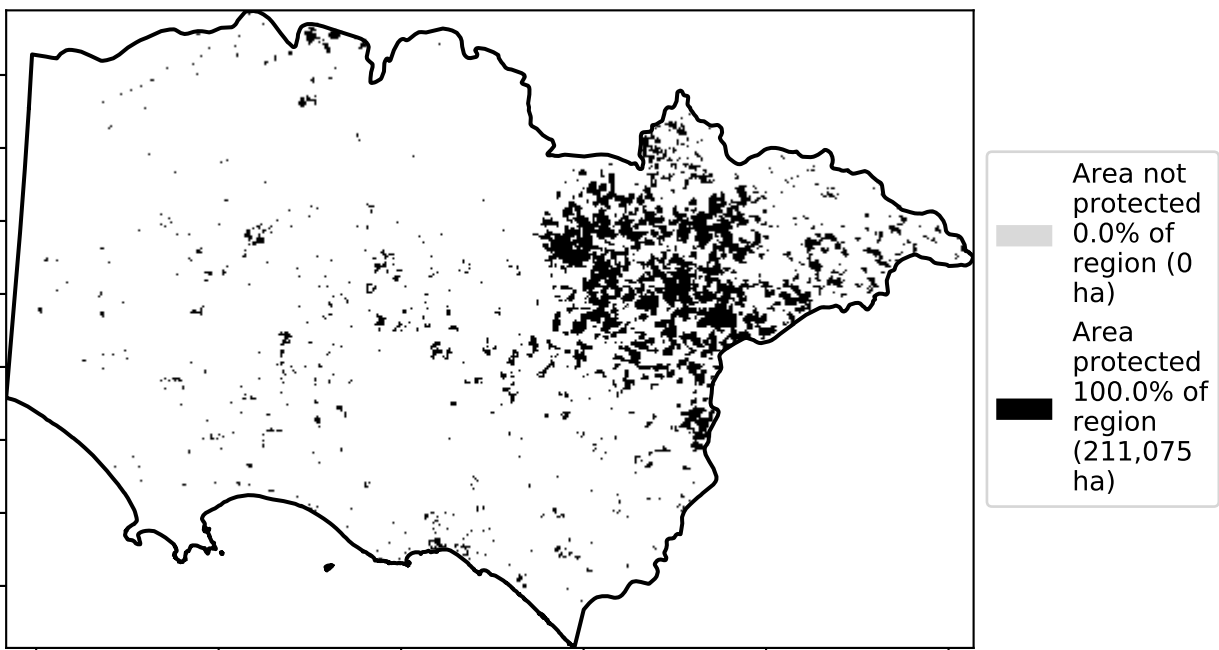 Area not
protected
0.0% of
region (0
ha)
Area
protected
100.0% of
region
(211,075
ha)